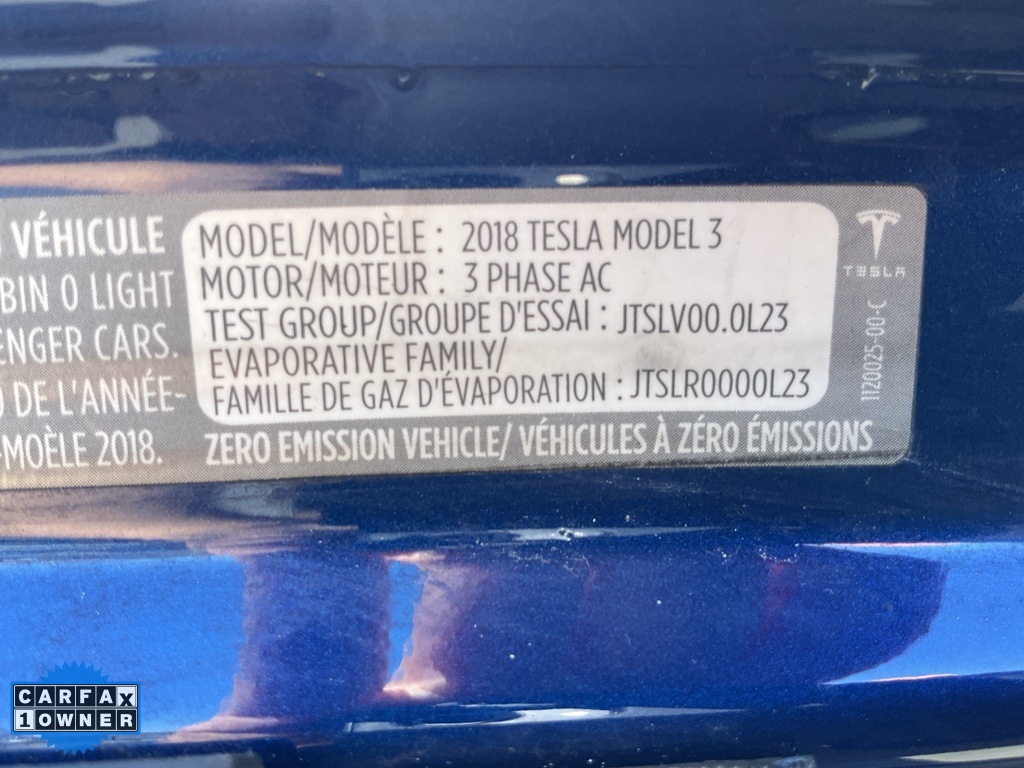 VÉHICULE
BIN 0 LIGHT
ENGER CARS.
DE L'ANNÉE-
-MOÈLE 2018.
MODEL/MODÈLE : 2018 TESLA MODEL 3
MOTOR/MOTEUR : 3 PHASE AC
TEST GROUP/GROUPE D'ESSAI : JTSLV00.0L23
EVAPORATIVE FAMILY/
FAMILLE DE GAZ D'ÉVAPORATION : JTSLR0000L23
ZERO EMISSION VEHICLE/ VÉHICULES À ZÉRO ÉMISSIONS
TESLA
1120025-00-C
CARFAX
1 OWNER